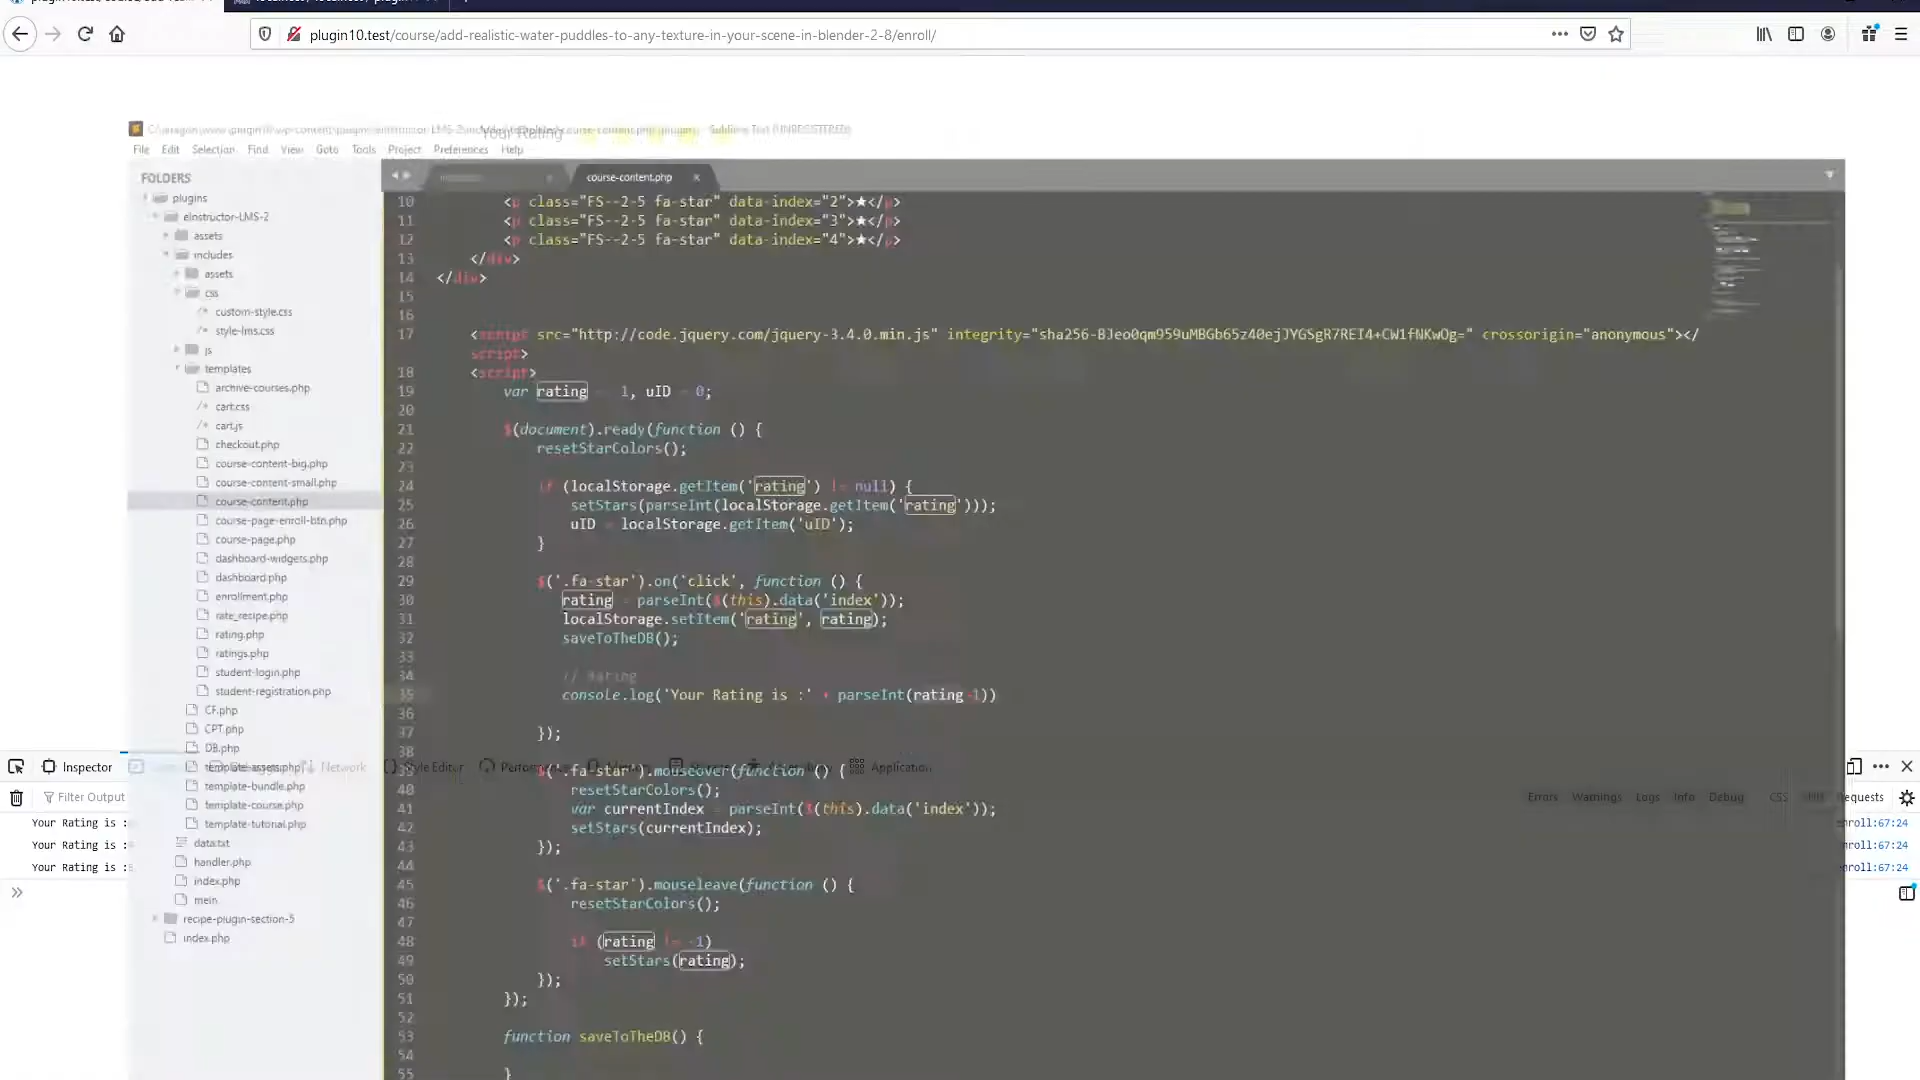 plugin10.test/course/add-realistic-water-puddles-to-any-texture-in-your-scene-in-blender-2-8/enroll/
Your Rating
Sublime Text (UNREGISTERED)
File Edit Selection Find View Goto Tools Project Preferences Help
FOLDERS
plugins
eInstructor-LMS-2
assets
includes
assets
css
custom-style.css
style-lms.css
js
templates
archive-courses.php
cart.css
cart.js
checkout.php
course-content-big.php
course-content-small.php
course-content.php
course-page-enroll-btn.php
course-page.php
dashboard-widgets.php
dashboard.php
enrollment.php
rate_recipe.php
rating.php
ratings.php
student-login.php
student-registration.php
CF.php
CPT.php
DB.php
template-assets.php
template-bundle.php
template-course.php
template-tutorial.php
data.txt
handler.php
index.php
mein
recipe-plugin-section-5
index.php
course-content.php
10 <p class="FS--2-5 fa-star" data-index="2">★</p>
11 <p class="FS--2-5 fa-star" data-index="3">★</p>
12 <p class="FS--2-5 fa-star" data-index="4">★</p>
13 </div>
14 </div>
15
16
17 <script src="http://code.jquery.com/jquery-3.4.0.min.js" integrity="sha256-BJeo0qm959uMBGb65z40ejJYGSgR7REI4+CW1fNKwOg=" crossorigin="anonymous"></
script>
18 <script>
19 var rating = -1, uID = 0;
20
21 $(document).ready(function () {
22 resetStarColors();
23
24 if (localStorage.getItem('rating') != null) {
25 setStars(parseInt(localStorage.getItem('rating')));
26 uID = localStorage.getItem('uID');
27 }
28
29 $('.fa-star').on('click', function () {
30 rating = parseInt($(this).data('index'));
31 localStorage.setItem('rating', rating);
32 saveToTheDB();
33
34 // Rating
35 console.log('Your Rating is :' + parseInt(rating+1))
36
37 });
38
39 $('.fa-star').mouseover(function () {
40 resetStarColors();
41 var currentIndex = parseInt($(this).data('index'));
42 setStars(currentIndex);
43 });
44
45 $('.fa-star').mouseleave(function () {
46 resetStarColors();
47
48 if (rating != -1)
49 setStars(rating);
50 });
51 });
52
53 function saveToTheDB() {
54
55 }
Inspector Network Style Editor Application
Filter Output Errors Warnings Logs Info Debug CSS XHR Requests
Your Rating is : enroll:67:24
Your Rating is : enroll:67:24
Your Rating is : enroll:67:24